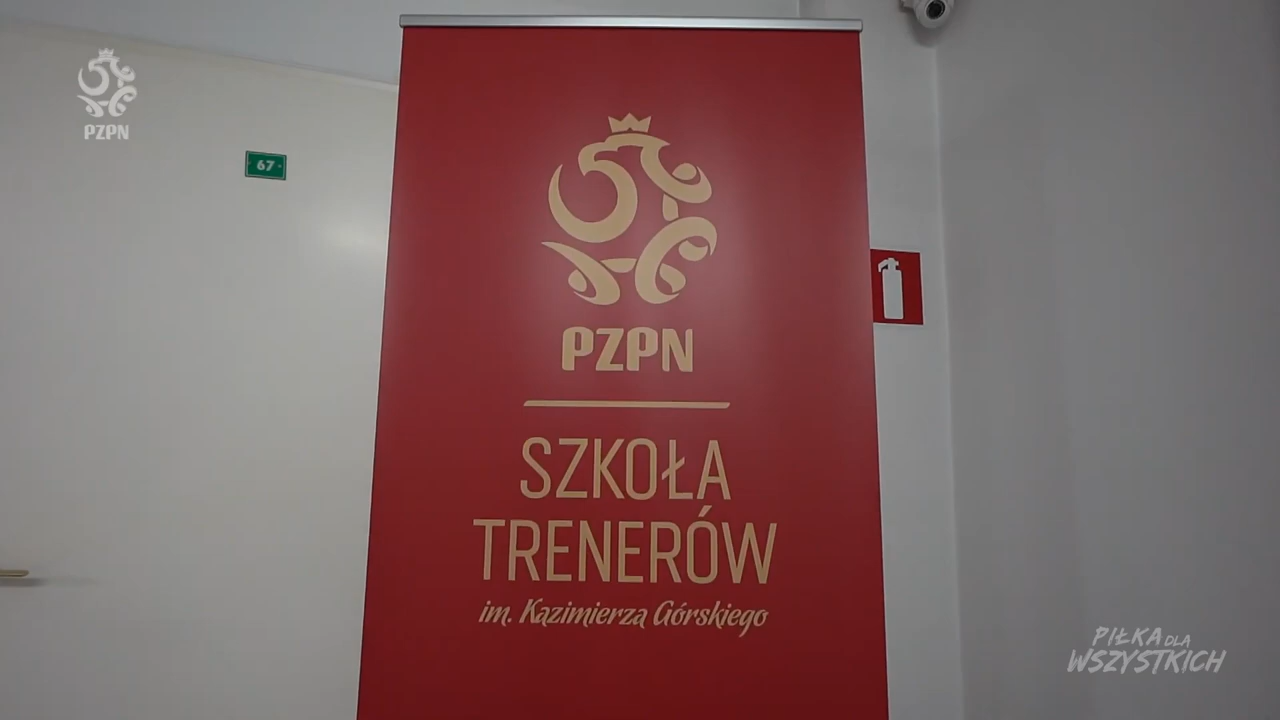 PZPN
67
PZPN
SZKOŁA
TRENERÓW
im. Kazimierza Górskiego
PIŁKA DLA
WSZYSTKICH